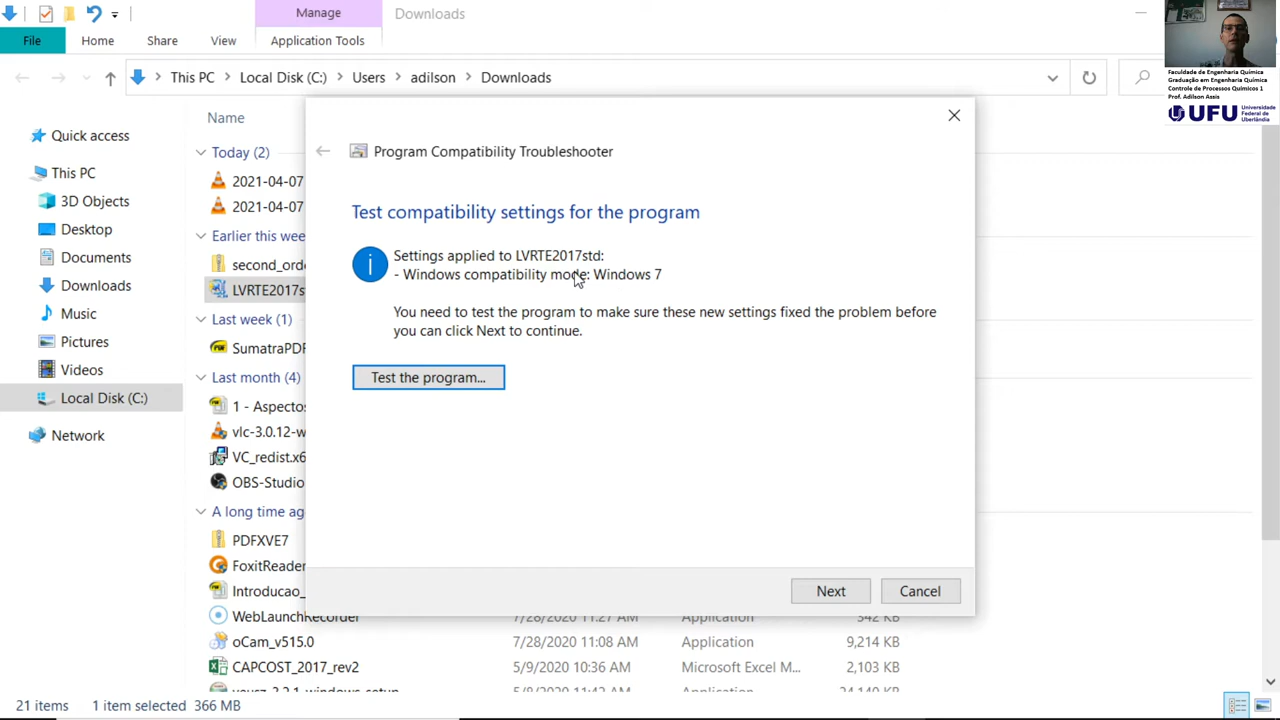 Manage
Downloads
File
Home
Share
View
Application Tools
This PC
Local Disk (C:)
Users
adilson
Downloads
Faculdade de Engenharia Química
Graduação em Engenharia Química
Controle de Processos Químicos 1
Prof. Adilson Assis
UFU
Universidade
Federal de
Uberlândia
Quick access
This PC
3D Objects
Desktop
Documents
Downloads
Music
Pictures
Videos
Local Disk (C:)
Network
Name
Today (2)
2021-04-07
2021-04-07
Earlier this wee
second_orde
LVRTE2017s
Last week (1)
SumatraPDF
Last month (4)
1 - Aspectos
vlc-3.0.12-w
VC_redist.x6
OBS-Studio
A long time ag
PDFXVE7
FoxitReader
Introducao_
WebLaunchRecorder 7/28/2020 11:27 AM Application 342 KB
oCam_v515.0 7/28/2020 11:08 AM Application 9,214 KB
CAPCOST_2017_rev2 5/9/2020 10:36 AM Microsoft Excel M... 2,103 KB
Program Compatibility Troubleshooter
Test compatibility settings for the program
Settings applied to LVRTE2017std:
- Windows compatibility mode: Windows 7
You need to test the program to make sure these new settings fixed the problem before
you can click Next to continue.
Test the program...
Next
Cancel
21 items
1 item selected 366 MB